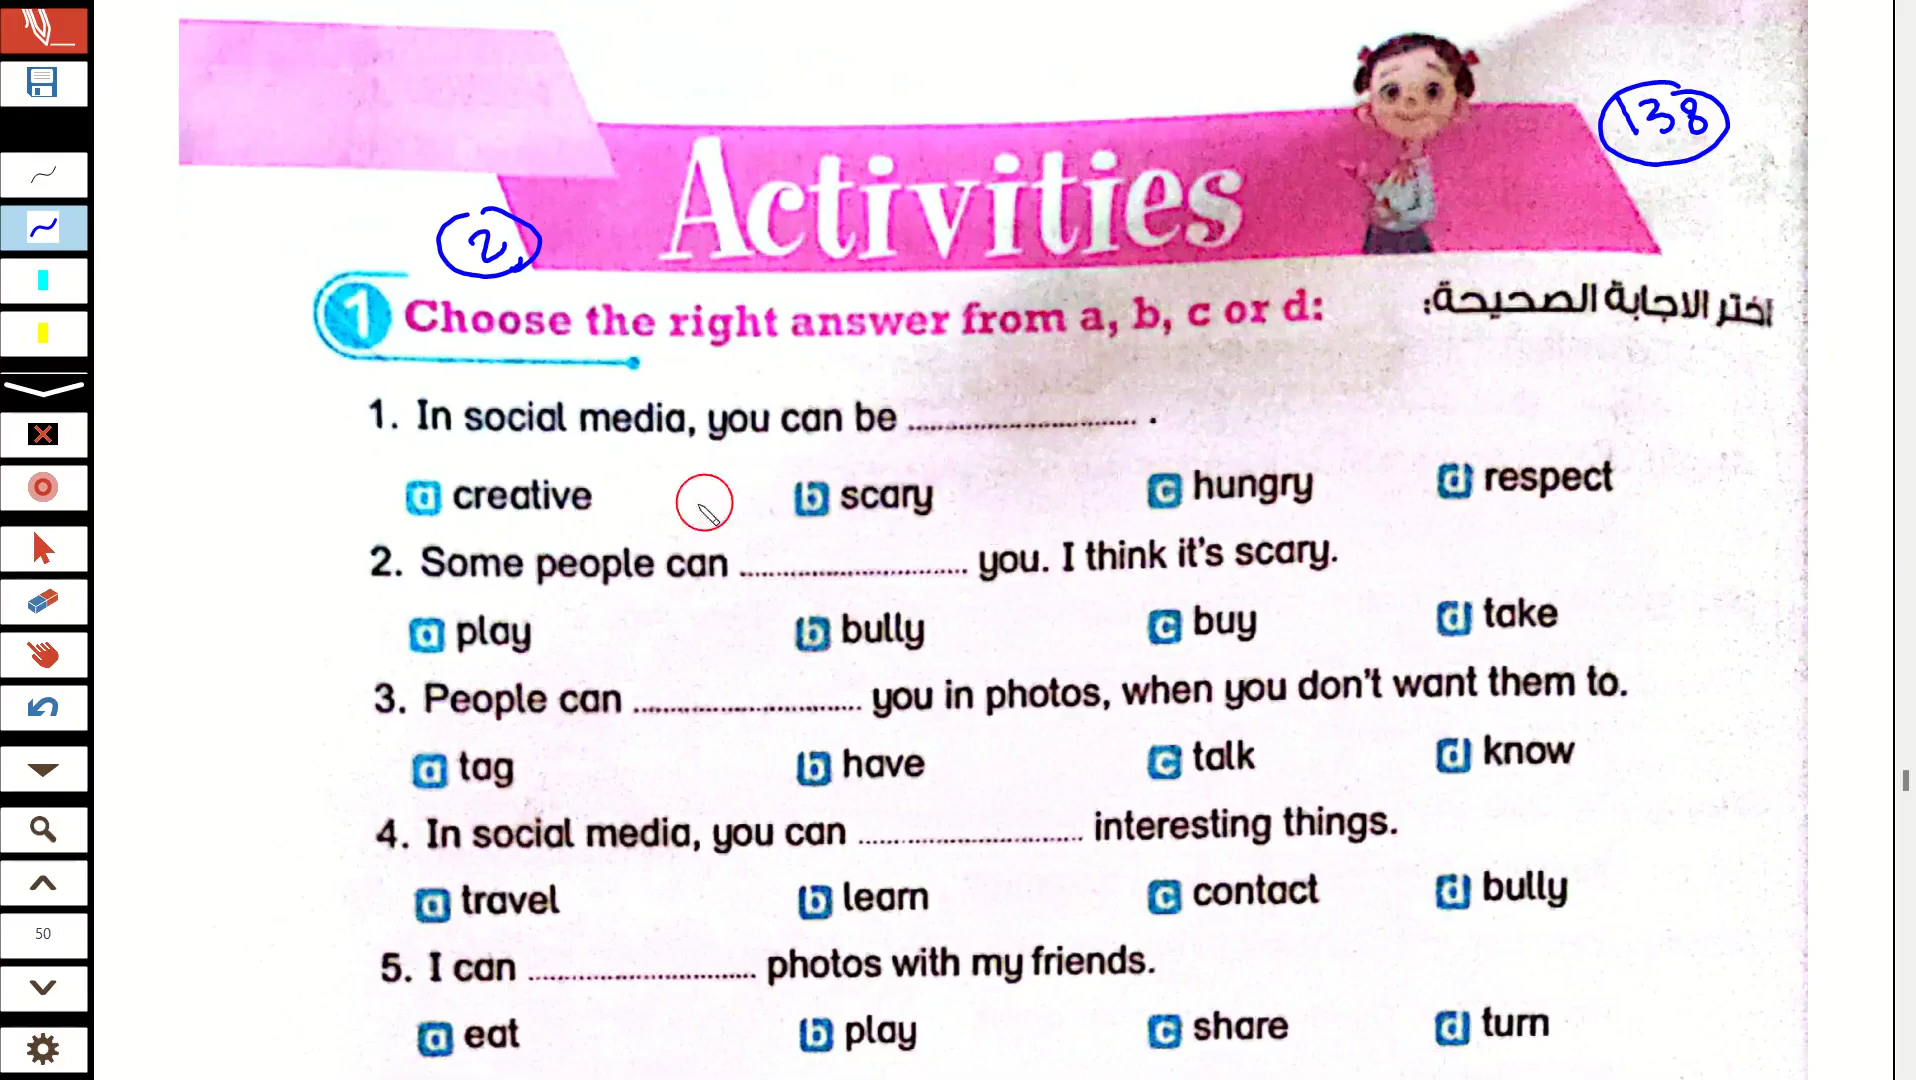 138
Activities
2
1 Choose the right answer from a, b, c or d: اختر الاجابة الصحيحة:
1. In social media, you can be ........................ .
a creative b scary c hungry d respect
2. Some people can ........................ you. I think it's scary.
a play b bully c buy d take
3. People can ........................ you in photos, when you don't want them to.
a tag b have c talk d know
4. In social media, you can ........................ interesting things.
a travel b learn c contact d bully
5. I can ........................ photos with my friends.
a eat b play c share d turn
50